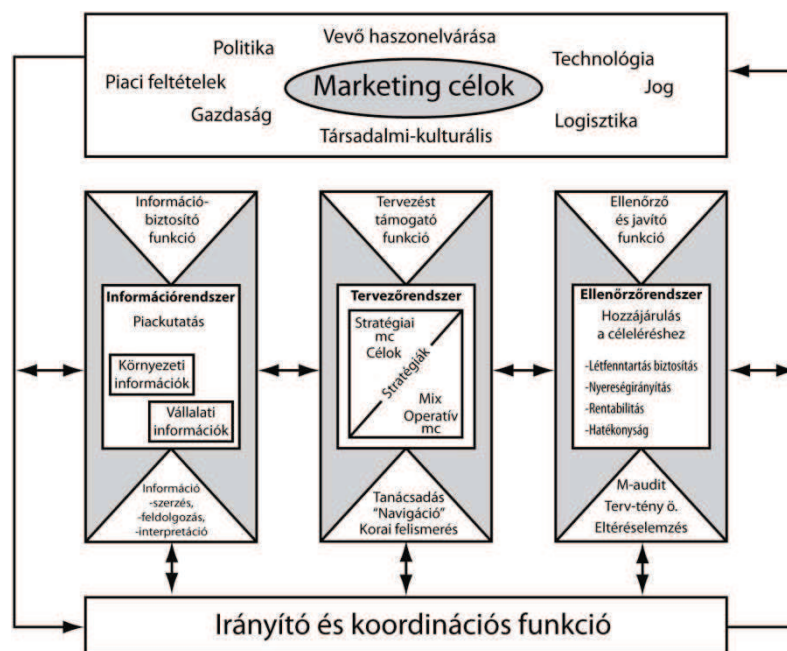 Vevő haszonelvárása
Politika
Technológia
Piaci feltételek
Marketing célok
Jog
Gazdaság
Logisztika
Társadalmi-kulturális
Információ-
biztosító
funkció
Információrendszer
Piackutatás
Környezeti
információk
Vállalati
információk
Információ
-szerzés,
-feldolgozás,
-interpretáció
Tervezést
támogató
funkció
Tervezőrendszer
Stratégiai
mc
Célok
Stratégiák
Mix
Operatív
mc
Tanácsadás
"Navigáció"
Korai felismerés
Ellenőrző
és javító
funkció
Ellenőrzőrendszer
Hozzájárulás
a céleléréshez
-Létfenntartás biztosítás
-Nyereségirányítás
-Rentabilitás
-Hatékonyság
M-audit
Terv-tény ö.
Eltéréselemzés
Irányító és koordinációs funkció